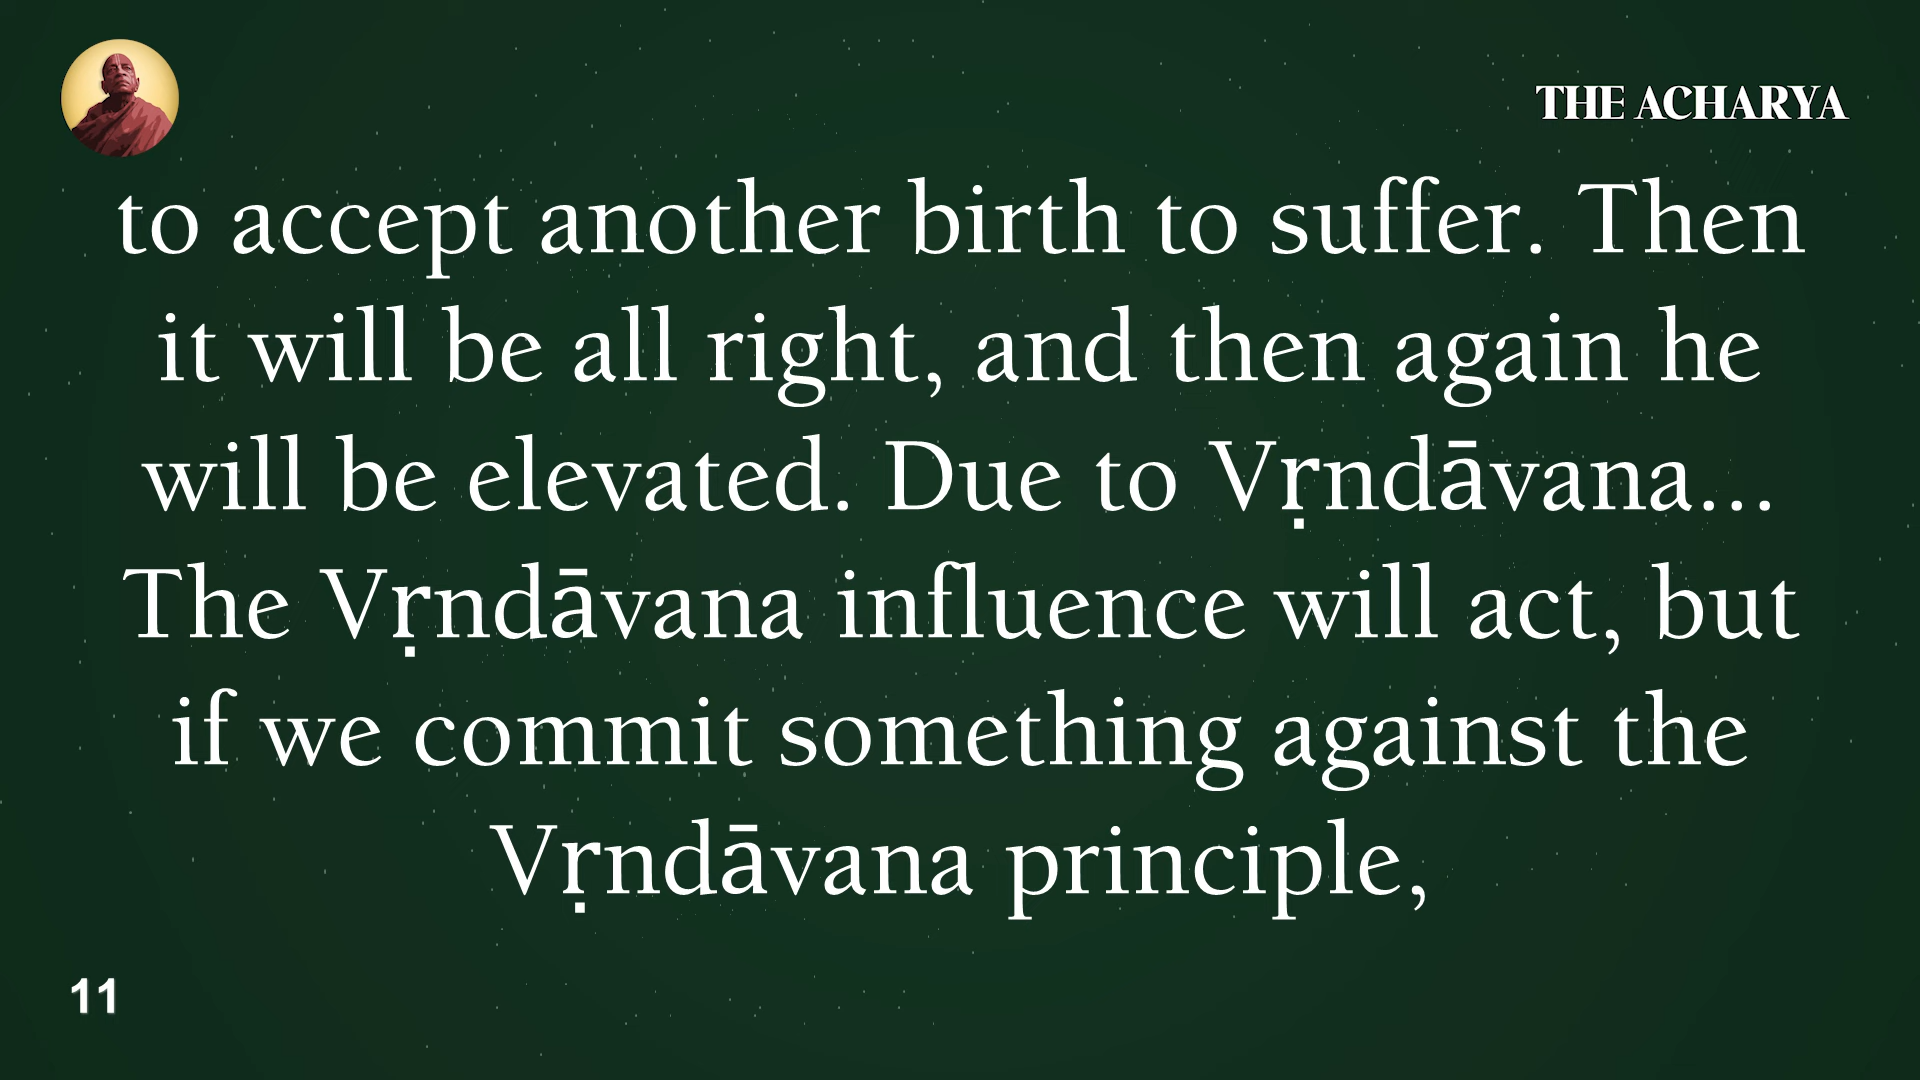 THE ACHARYA
to accept another birth to suffer. Then
it will be all right, and then again he
will be elevated. Due to Vṛndāvana...
The Vṛndāvana influence will act, but
if we commit something against the
Vṛndāvana principle,
11